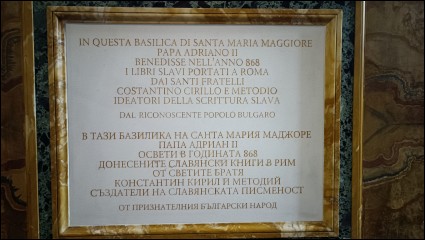 IN QUESTA BASILICA DI SANTA MARIA MAGGIORE
PAPA ADRIANO II
BENEDISSE NELL'ANNO 868
I LIBRI SLAVI PORTATI A ROMA
DAI SANTI FRATELLI
COSTANTINO CIRILLO E METODIO
IDEATORI DELLA SCRITTURA SLAVA
DAL RICONOSCENTE POPOLO BULGARO
В ТАЗИ БАЗИЛИКА НА САНТА МАРИЯ МАДЖОРЕ
ПАПА АДРИАН II
ОСВЕТИ В ГОДИНАТА 868
ДОНЕСЕНИТЕ СЛАВЯНСКИ КНИГИ В РИМ
ОТ СВЕТИТЕ БРАТЯ
КОНСТАНТИН КИРИЛ И МЕТОДИЙ
СЪЗДАТЕЛИ НА СЛАВЯНСКАТА ПИСМЕНОСТ
ОТ ПРИЗНАТЕЛНИЯ БЪЛГАРСКИ НАРОД